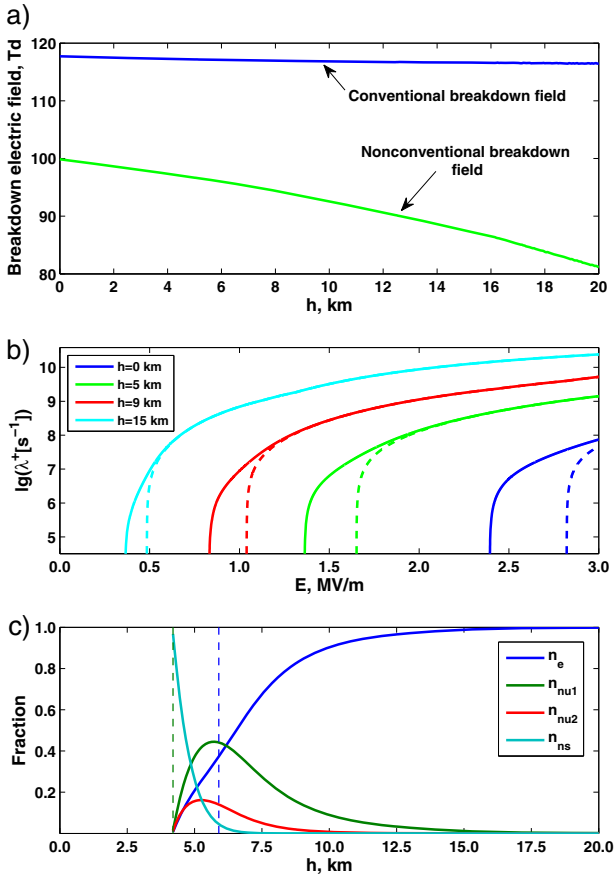 a)
Breakdown electric field, Td
120
110
100
90
80
Conventional breakdown field
Nonconventional breakdown
field
0 2 4 6 8 10 12 14 16 18 20
h, km
b)
lg(λ⁺[s⁻¹])
10
9
8
7
6
5
h=0 km
h=5 km
h=9 km
h=15 km
0.0 0.5 1.0 1.5 2.0 2.5 3.0
E, MV/m
c)
Fraction
1.0
0.8
0.6
0.4
0.2
n_e
n_nu1
n_nu2
n_ns
0.0 2.5 5.0 7.5 10.0 12.5 15.0 17.5 20.0
h, km